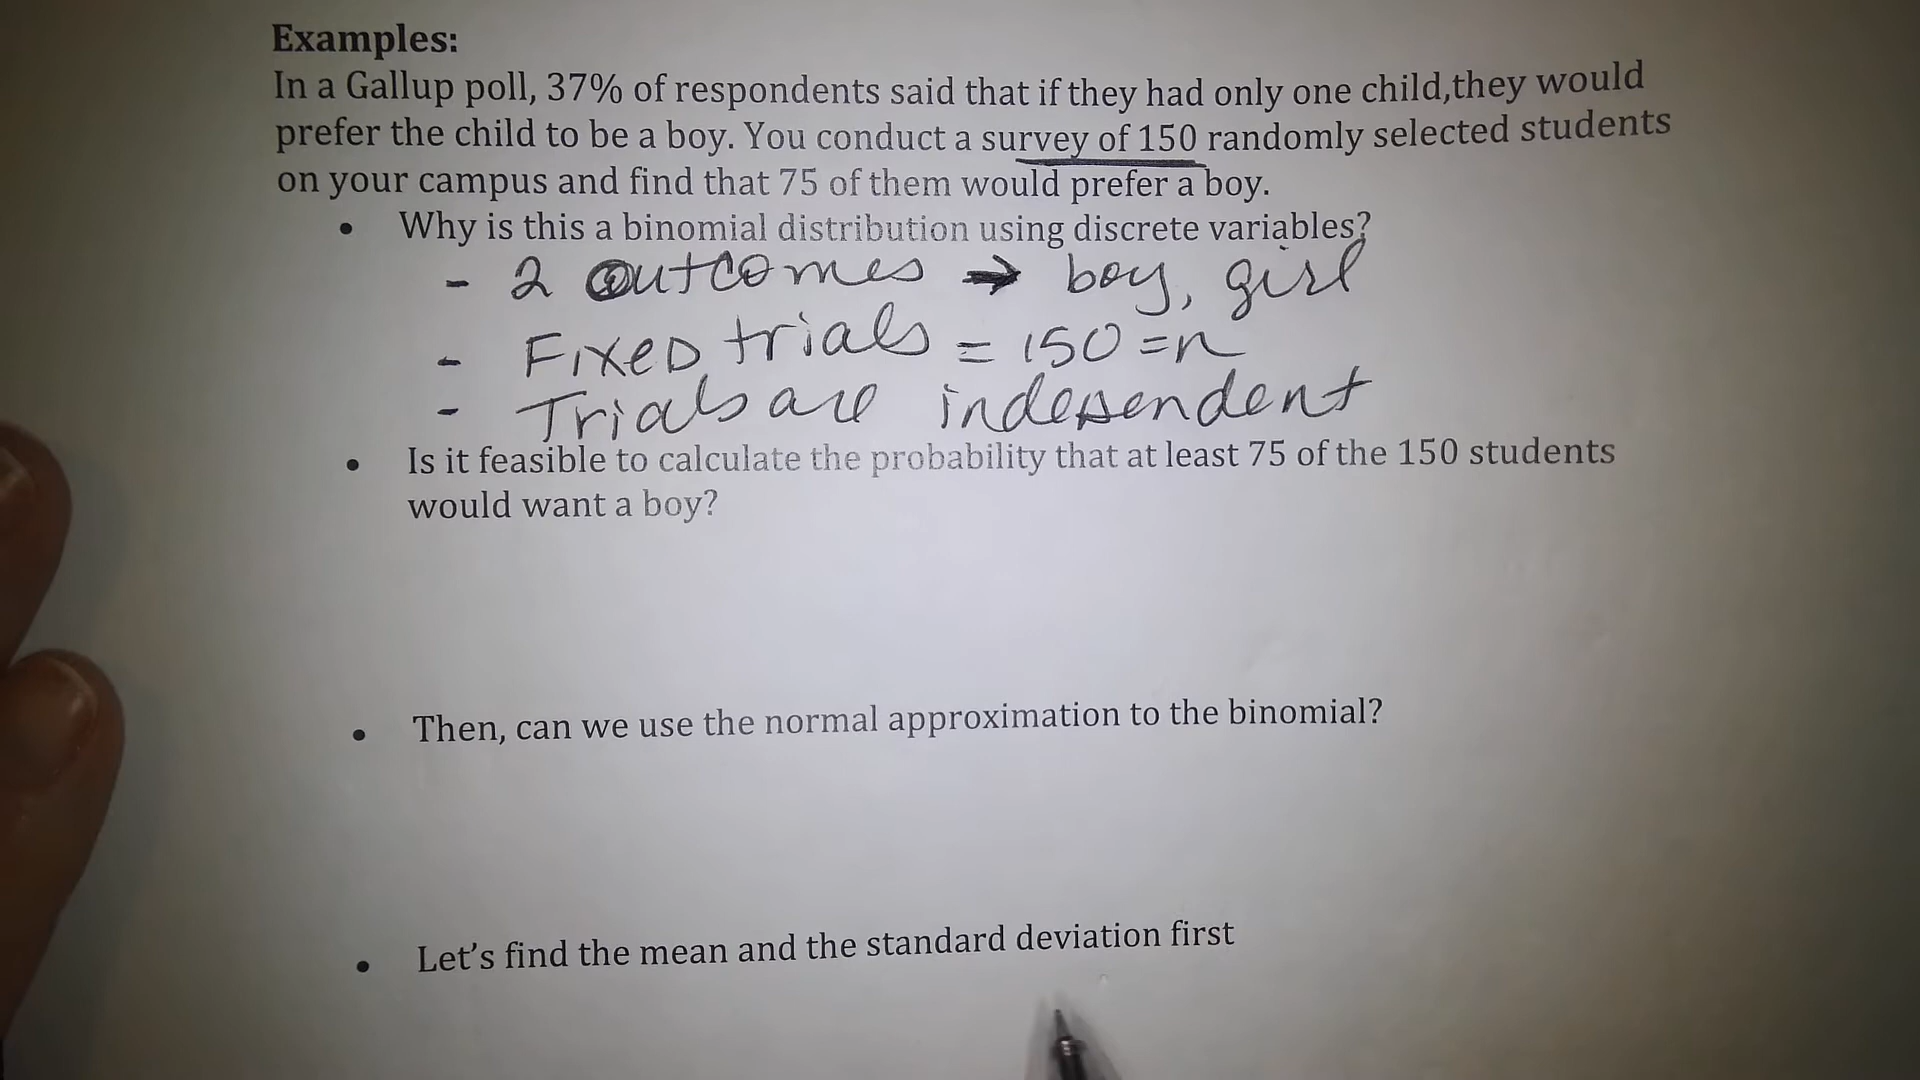 Examples:
In a Gallup poll, 37% of respondents said that if they had only one child,they would
prefer the child to be a boy. You conduct a survey of 150 randomly selected students
on your campus and find that 75 of them would prefer a boy.
• Why is this a binomial distribution using discrete variables?
- 2 outcomes → boy, girl
- Fixed trials = 150 = n
- Trials are independent
• Is it feasible to calculate the probability that at least 75 of the 150 students
would want a boy?
• Then, can we use the normal approximation to the binomial?
• Let's find the mean and the standard deviation first